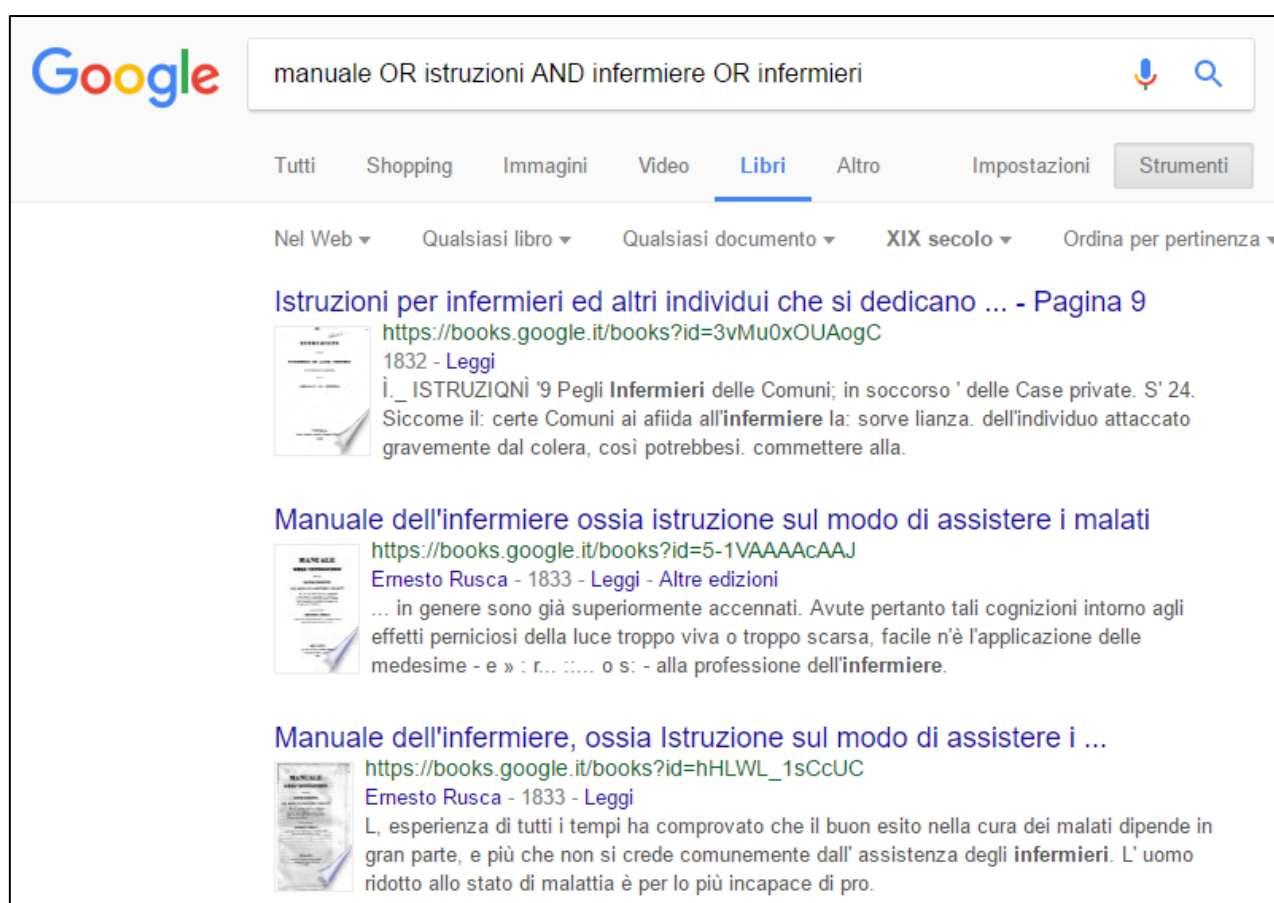 Google
manuale OR istruzioni AND infermiere OR infermieri
Tutti Shopping Immagini Video Libri Altro Impostazioni Strumenti
Nel Web Qualsiasi libro Qualsiasi documento XIX secolo Ordina per pertinenza
Istruzioni per infermieri ed altri individui che si dedicano ... - Pagina 9
https://books.google.it/books?id=3vMu0xOUAogC
1832 - Leggi
Ì._ ISTRUZIQNÌ '9 Pegli Infermieri delle Comuni; in soccorso ' delle Case private. S' 24.
Siccome il: certe Comuni ai afiida all'infermiere la: sorve lianza. dell'individuo attaccato
gravemente dal colera, così potrebbesi. commettere alla.
Manuale dell'infermiere ossia istruzione sul modo di assistere i malati
https://books.google.it/books?id=5-1VAAAAcAAJ
Ernesto Rusca - 1833 - Leggi - Altre edizioni
... in genere sono già superiormente accennati. Avute pertanto tali cognizioni intorno agli
effetti perniciosi della luce troppo viva o troppo scarsa, facile n'è l'applicazione delle
medesime - e » : r... ::... o s: - alla professione dell'infermiere.
Manuale dell'infermiere, ossia Istruzione sul modo di assistere i ...
https://books.google.it/books?id=hHLWL_1sCcUC
Ernesto Rusca - 1833 - Leggi
L, esperienza di tutti i tempi ha comprovato che il buon esito nella cura dei malati dipende in
gran parte, e più che non si crede comunemente dall' assistenza degli infermieri. L' uomo
ridotto allo stato di malattia è per lo più incapace di pro.